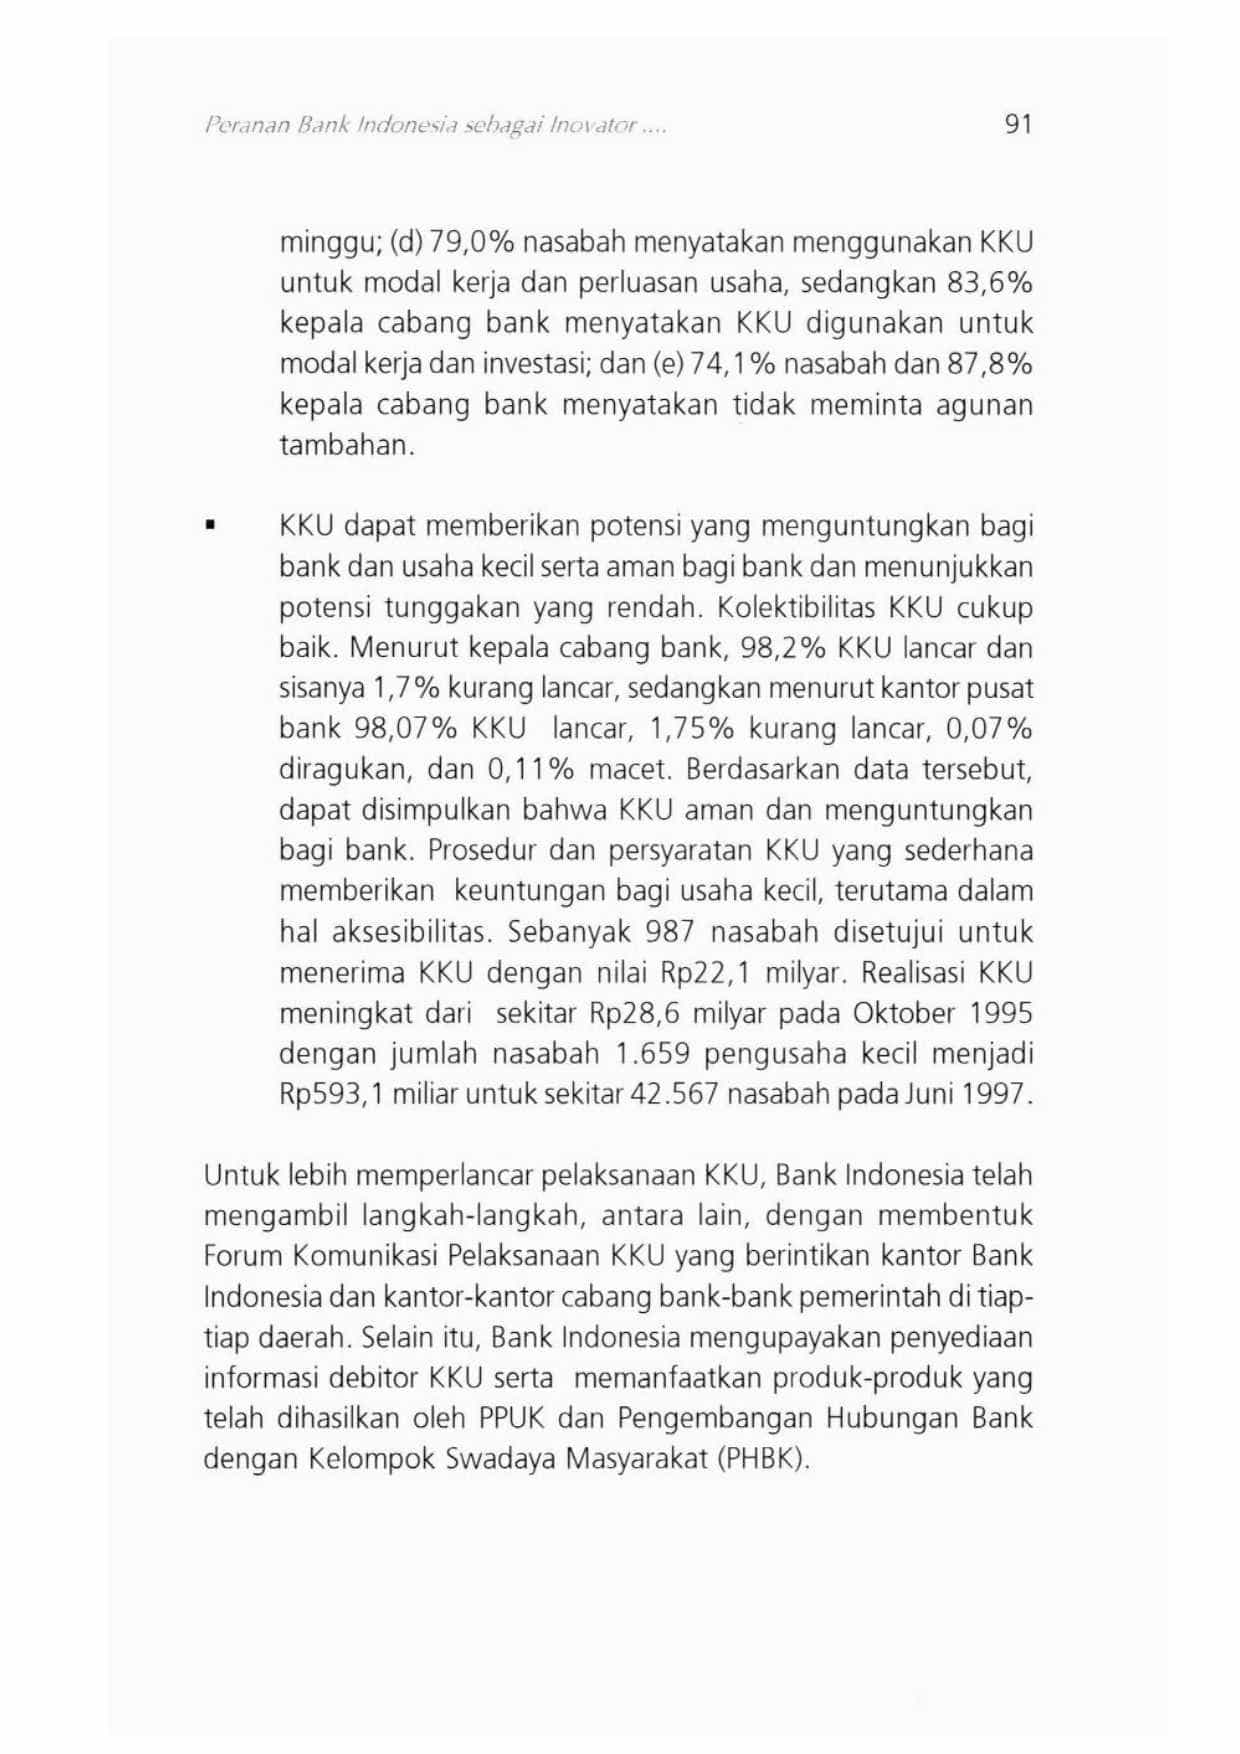 Peranan Bank Indonesia sebagai Inovator ....
91
minggu; (d) 79,0% nasabah menyatakan menggunakan KKU
untuk modal kerja dan perluasan usaha, sedangkan 83,6%
kepala cabang bank menyatakan KKU digunakan untuk
modal kerja dan investasi; dan (e) 74,1% nasabah dan 87,8%
kepala cabang bank menyatakan tidak meminta agunan
tambahan.
▪ KKU dapat memberikan potensi yang menguntungkan bagi
bank dan usaha kecil serta aman bagi bank dan menunjukkan
potensi tunggakan yang rendah. Kolektibilitas KKU cukup
baik. Menurut kepala cabang bank, 98,2% KKU lancar dan
sisanya 1,7% kurang lancar, sedangkan menurut kantor pusat
bank 98,07% KKU lancar, 1,75% kurang lancar, 0,07%
diragukan, dan 0,11% macet. Berdasarkan data tersebut,
dapat disimpulkan bahwa KKU aman dan menguntungkan
bagi bank. Prosedur dan persyaratan KKU yang sederhana
memberikan keuntungan bagi usaha kecil, terutama dalam
hal aksesibilitas. Sebanyak 987 nasabah disetujui untuk
menerima KKU dengan nilai Rp22,1 milyar. Realisasi KKU
meningkat dari sekitar Rp28,6 milyar pada Oktober 1995
dengan jumlah nasabah 1.659 pengusaha kecil menjadi
Rp593,1 miliar untuk sekitar 42.567 nasabah pada Juni 1997.
Untuk lebih memperlancar pelaksanaan KKU, Bank Indonesia telah
mengambil langkah-langkah, antara lain, dengan membentuk
Forum Komunikasi Pelaksanaan KKU yang berintikan kantor Bank
Indonesia dan kantor-kantor cabang bank-bank pemerintah di tiap-
tiap daerah. Selain itu, Bank Indonesia mengupayakan penyediaan
informasi debitor KKU serta memanfaatkan produk-produk yang
telah dihasilkan oleh PPUK dan Pengembangan Hubungan Bank
dengan Kelompok Swadaya Masyarakat (PHBK).